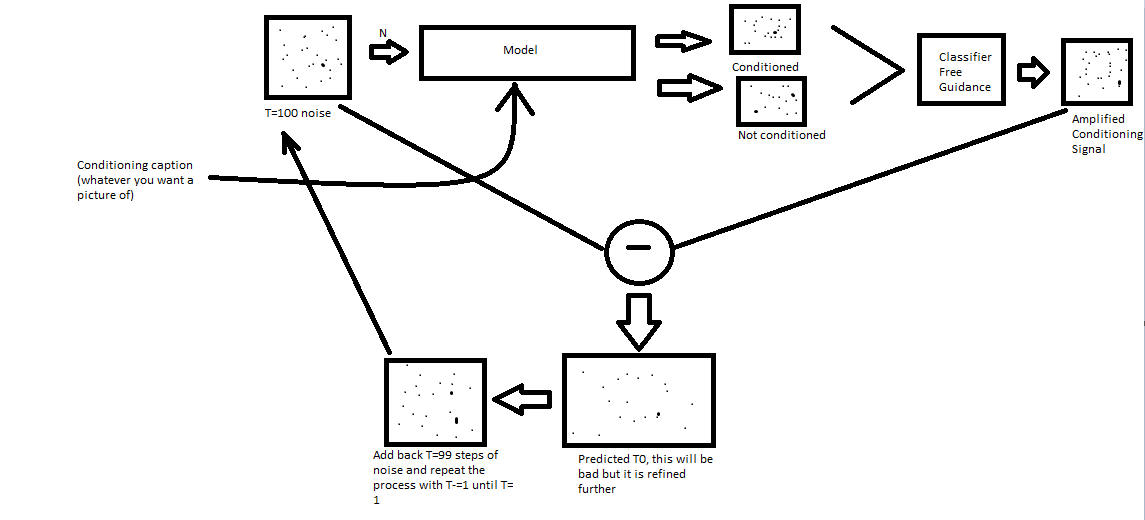 N
Model
Conditioned
Not conditioned
Classifier
Free
Guidance
T=100 noise
Amplified
Conditioning
Signal
Conditioning caption
(whatever you want a
picture of)
Predicted T0, this will be
bad but it is refined
further
Add back T=99 steps of
noise and repeat the
process with T-=1 until T=
1